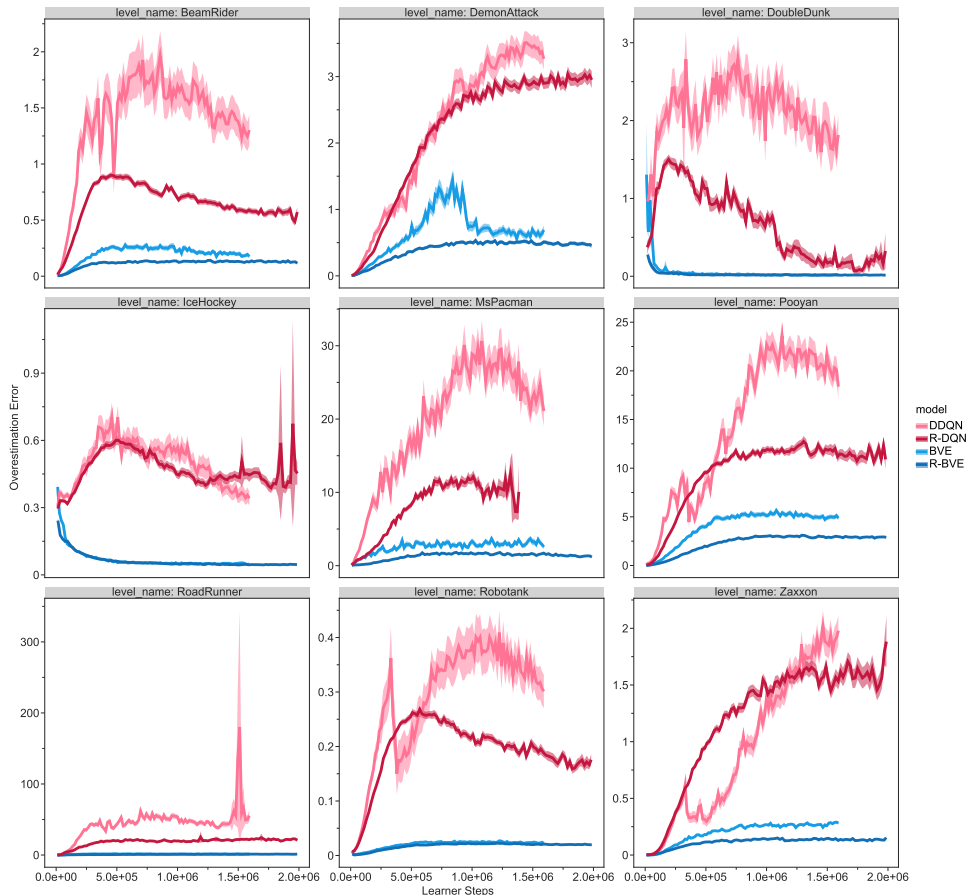 level_name: BeamRider
level_name: DemonAttack
level_name: DoubleDunk
2
1.5
1
0.5
0
4
3
2
1
0
3
2
1
0
level_name: IceHockey
level_name: MsPacman
level_name: Pooyan
Overestimation Error
0.9
0.6
0.3
0
30
20
10
0
25
20
15
10
5
0
model
DDQN
R-DQN
BVE
R-BVE
level_name: RoadRunner
level_name: Robotank
level_name: Zaxxon
300
250
200
150
100
50
0
0.4
0.3
0.2
0.1
0
2
1.5
1
0.5
0
0.0e+00 5.0e+05 1.0e+06 1.5e+06 2.0e+06
0.0e+00 5.0e+05 1.0e+06 1.5e+06 2.0e+06
0.0e+00 5.0e+05 1.0e+06 1.5e+06 2.0e+06
Learner Steps